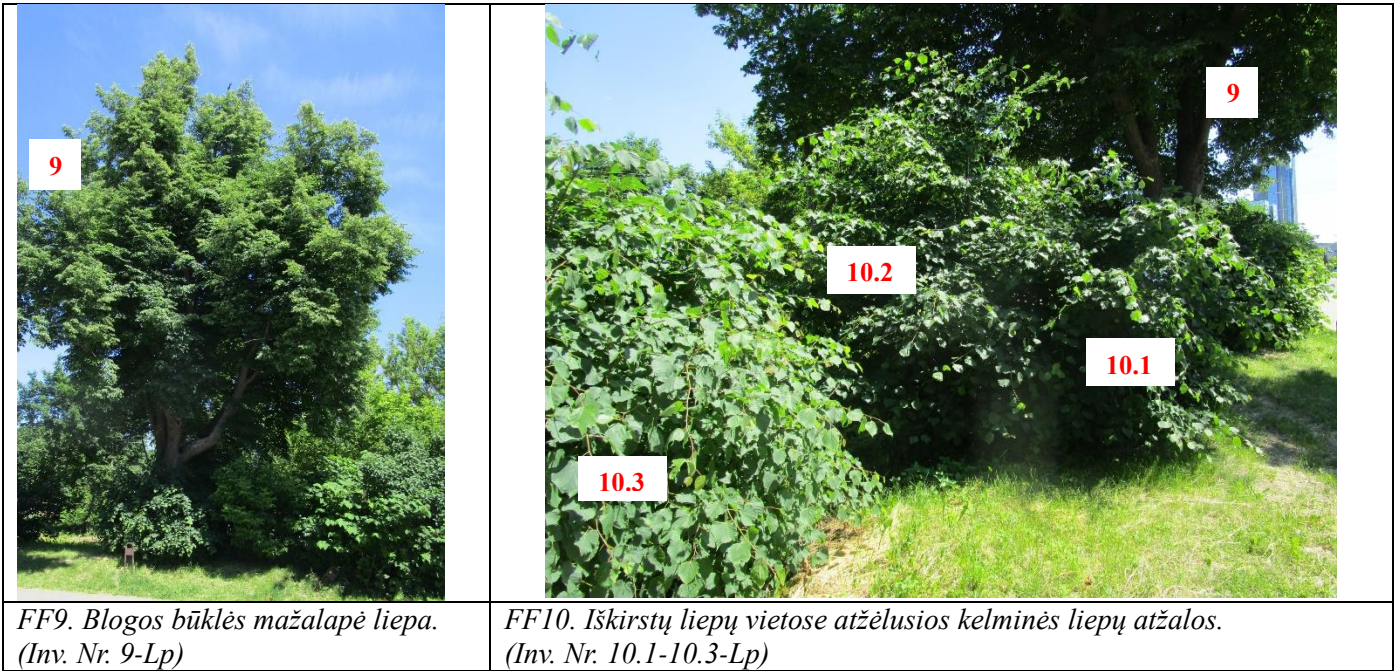 9
9
10.2
10.1
10.3
FF9. Blogos būklės mažalapė liepa.
(Inv. Nr. 9-Lp)
FF10. Iškirstų liepų vietose atžėlusios kelminės liepų atžalos.
(Inv. Nr. 10.1-10.3-Lp)